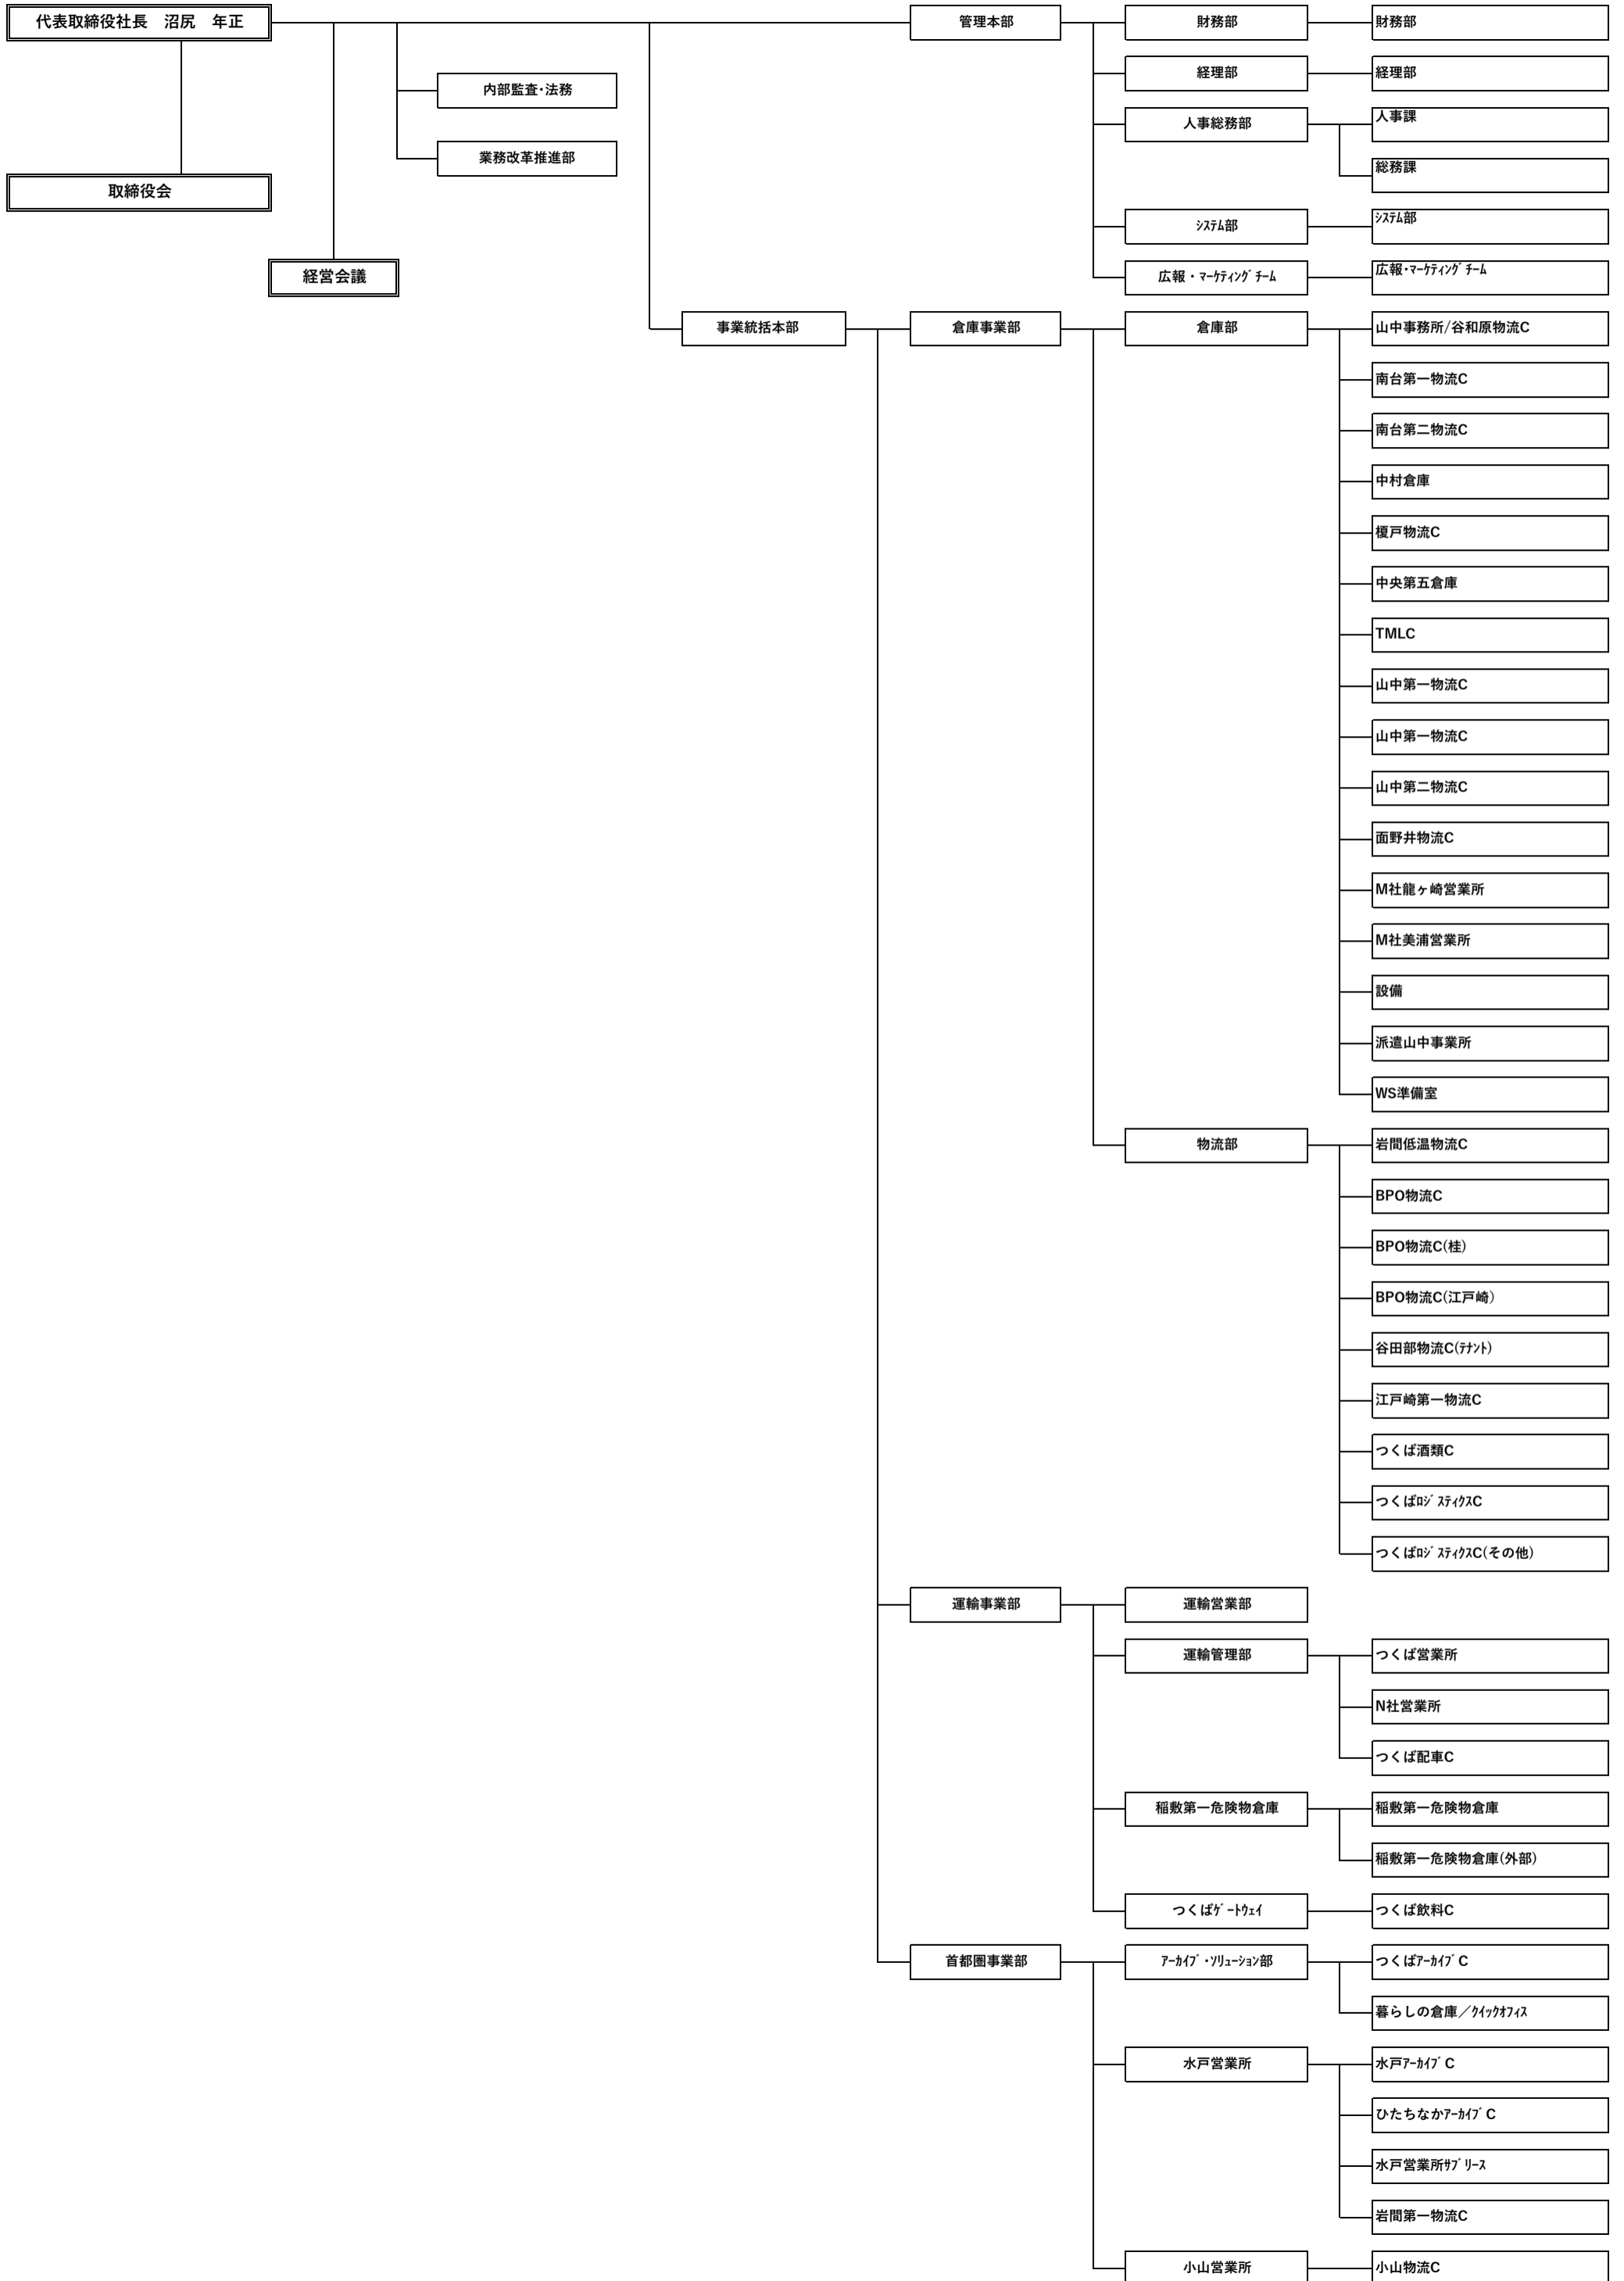 代表取締役社長　沼尻　年正
管理本部
財務部
財務部
経理部
経理部
内部監査･法務
人事総務部
人事課
業務改革推進部
総務課
取締役会
ｼｽﾃﾑ部
ｼｽﾃﾑ部
経営会議
広報・ﾏｰｹﾃｨﾝｸﾞﾁｰﾑ
広報･ﾏｰｹﾃｨﾝｸﾞﾁｰﾑ
事業統括本部
倉庫事業部
倉庫部
山中事務所/谷和原物流C
南台第一物流C
南台第二物流C
中村倉庫
榎戸物流C
中央第五倉庫
TMLC
山中第一物流C
山中第一物流C
山中第二物流C
面野井物流C
M社龍ヶ崎営業所
M社美浦営業所
設備
派遣山中事業所
WS準備室
物流部
岩間低温物流C
BPO物流C
BPO物流C(桂)
BPO物流C(江戸崎)
谷田部物流C(ﾃﾅﾝﾄ)
江戸崎第一物流C
つくば酒類C
つくばﾛｼﾞｽﾃｨｸｽC
つくばﾛｼﾞｽﾃｨｸｽC(その他)
運輸事業部
運輸営業部
運輸管理部
つくば営業所
N社営業所
つくば配車C
稲敷第一危険物倉庫
稲敷第一危険物倉庫
稲敷第一危険物倉庫(外部)
つくばｹﾞｰﾄｳｪｲ
つくば飲料C
首都圏事業部
ｱｰｶｲﾌﾞ･ｿﾘｭｰｼｮﾝ部
つくばｱｰｶｲﾌﾞC
暮らしの倉庫／ｸｲｯｸｵﾌｨｽ
水戸営業所
水戸ｱｰｶｲﾌﾞC
ひたちなかｱｰｶｲﾌﾞC
水戸営業所ｻﾌﾞﾘｰｽ
岩間第一物流C
小山営業所
小山物流C